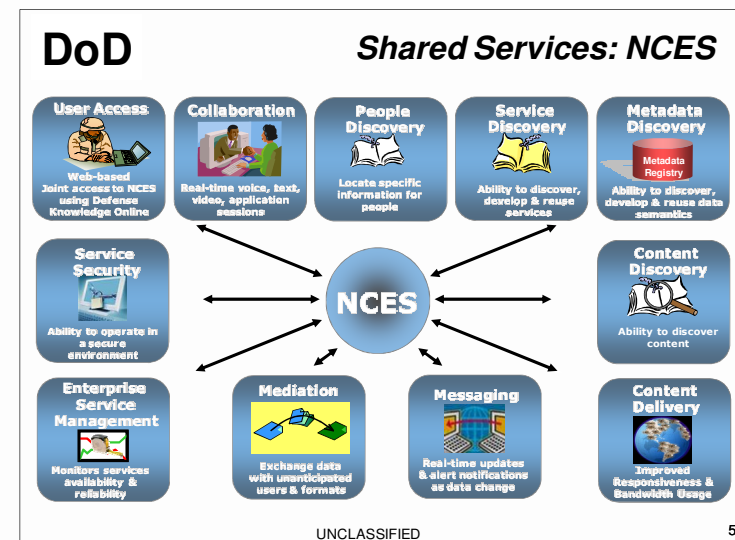 DoD
Shared Services: NCES
User Access
Web-based
Joint access to NCES
using Defense
Knowledge Online
Collaboration
Real-time voice, text,
video, application
sessions
People
Discovery
Locate specific
information for
people
Service
Discovery
Ability to discover,
develop & reuse
services
Metadata
Discovery
Metadata
Registry
Ability to discover,
develop & reuse data
semantics
Service
Security
Ability to operate in
a secure
environment
NCES
Content
Discovery
Ability to discover
content
Enterprise
Service
Management
Monitors services
availability &
reliability
Mediation
Exchange data
with unanticipated
users & formats
Messaging
Real-time updates
& alert notifications
as data change
Content
Delivery
Improved
Responsiveness &
Bandwidth Usage
UNCLASSIFIED
5